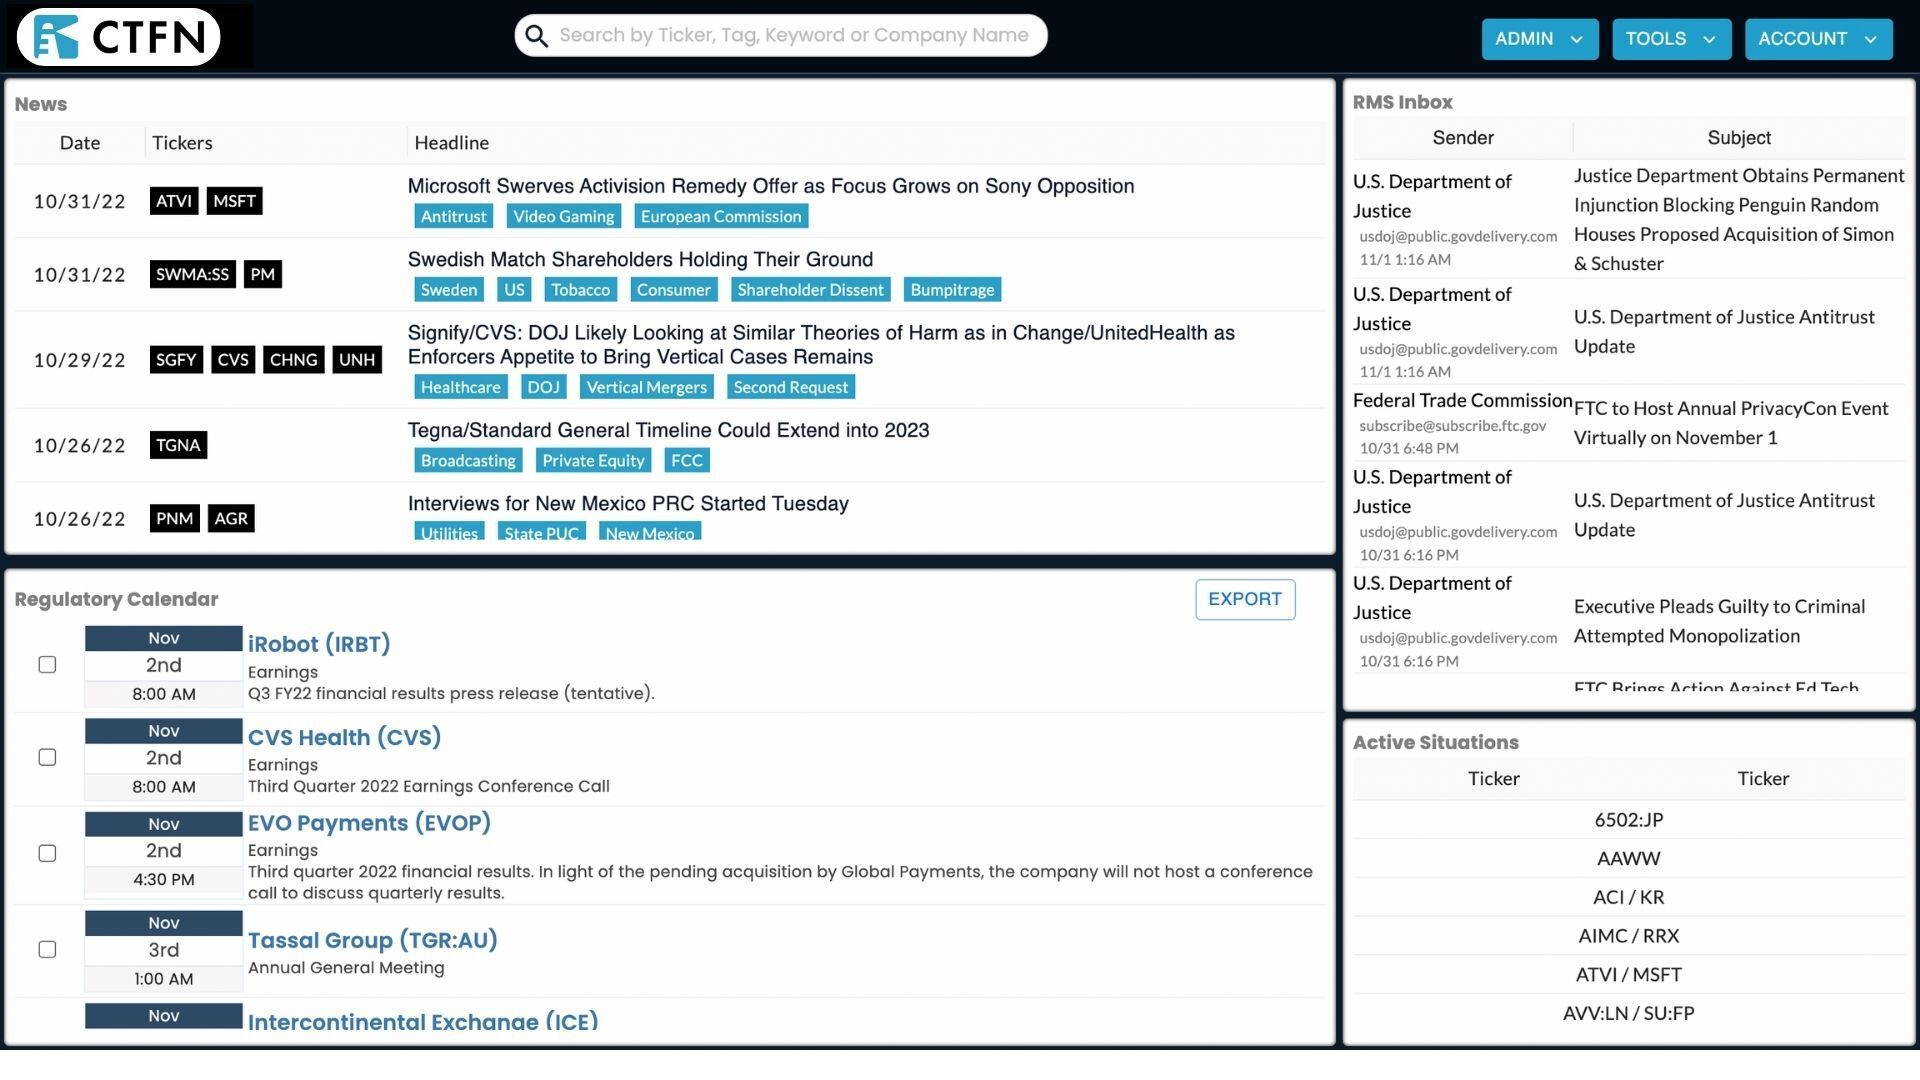 CTFN
Search by Ticker, Tag, Keyword or Company Name
ADMIN
TOOLS
ACCOUNT
News
Date
Tickers
Headline
10/31/22
ATVI
MSFT
Microsoft Swerves Activision Remedy Offer as Focus Grows on Sony Opposition
Antitrust
Video Gaming
European Commission
10/31/22
SWMA:SS
PM
Swedish Match Shareholders Holding Their Ground
Sweden
US
Tobacco
Consumer
Shareholder Dissent
Bumpitrage
10/29/22
SGFY
CVS
CHNG
UNH
Signify/CVS: DOJ Likely Looking at Similar Theories of Harm as in Change/UnitedHealth as
Enforcers Appetite to Bring Vertical Cases Remains
Healthcare
DOJ
Vertical Mergers
Second Request
10/26/22
TGNA
Tegna/Standard General Timeline Could Extend into 2023
Broadcasting
Private Equity
FCC
10/26/22
PNM
AGR
Interviews for New Mexico PRC Started Tuesday
Utilities
State PUC
New Mexico
Regulatory Calendar
EXPORT
Nov
2nd
8:00 AM
iRobot (IRBT)
Earnings
Q3 FY22 financial results press release (tentative).
Nov
2nd
8:00 AM
CVS Health (CVS)
Earnings
Third Quarter 2022 Earnings Conference Call
Nov
2nd
4:30 PM
EVO Payments (EVOP)
Earnings
Third quarter 2022 financial results. In light of the pending acquisition by Global Payments, the company will not host a conference
call to discuss quarterly results.
Nov
3rd
1:00 AM
Tassal Group (TGR:AU)
Annual General Meeting
Nov
Intercontinental Exchange (ICE)
RMS Inbox
Sender
Subject
U.S. Department of
Justice
usdoj@public.govdelivery.com
11/1 1:16 AM
Justice Department Obtains Permanent
Injunction Blocking Penguin Random
Houses Proposed Acquisition of Simon
& Schuster
U.S. Department of
Justice
usdoj@public.govdelivery.com
11/1 1:16 AM
U.S. Department of Justice Antitrust
Update
Federal Trade Commission
subscribe@subscribe.ftc.gov
10/31 6:48 PM
FTC to Host Annual PrivacyCon Event
Virtually on November 1
U.S. Department of
Justice
usdoj@public.govdelivery.com
10/31 6:16 PM
U.S. Department of Justice Antitrust
Update
U.S. Department of
Justice
usdoj@public.govdelivery.com
10/31 6:16 PM
Executive Pleads Guilty to Criminal
Attempted Monopolization
FTC Brings Action Against Ed Tech
Active Situations
Ticker
Ticker
6502:JP
AAWW
ACI / KR
AIMC / RRX
ATVI / MSFT
AVV:LN / SU:FP